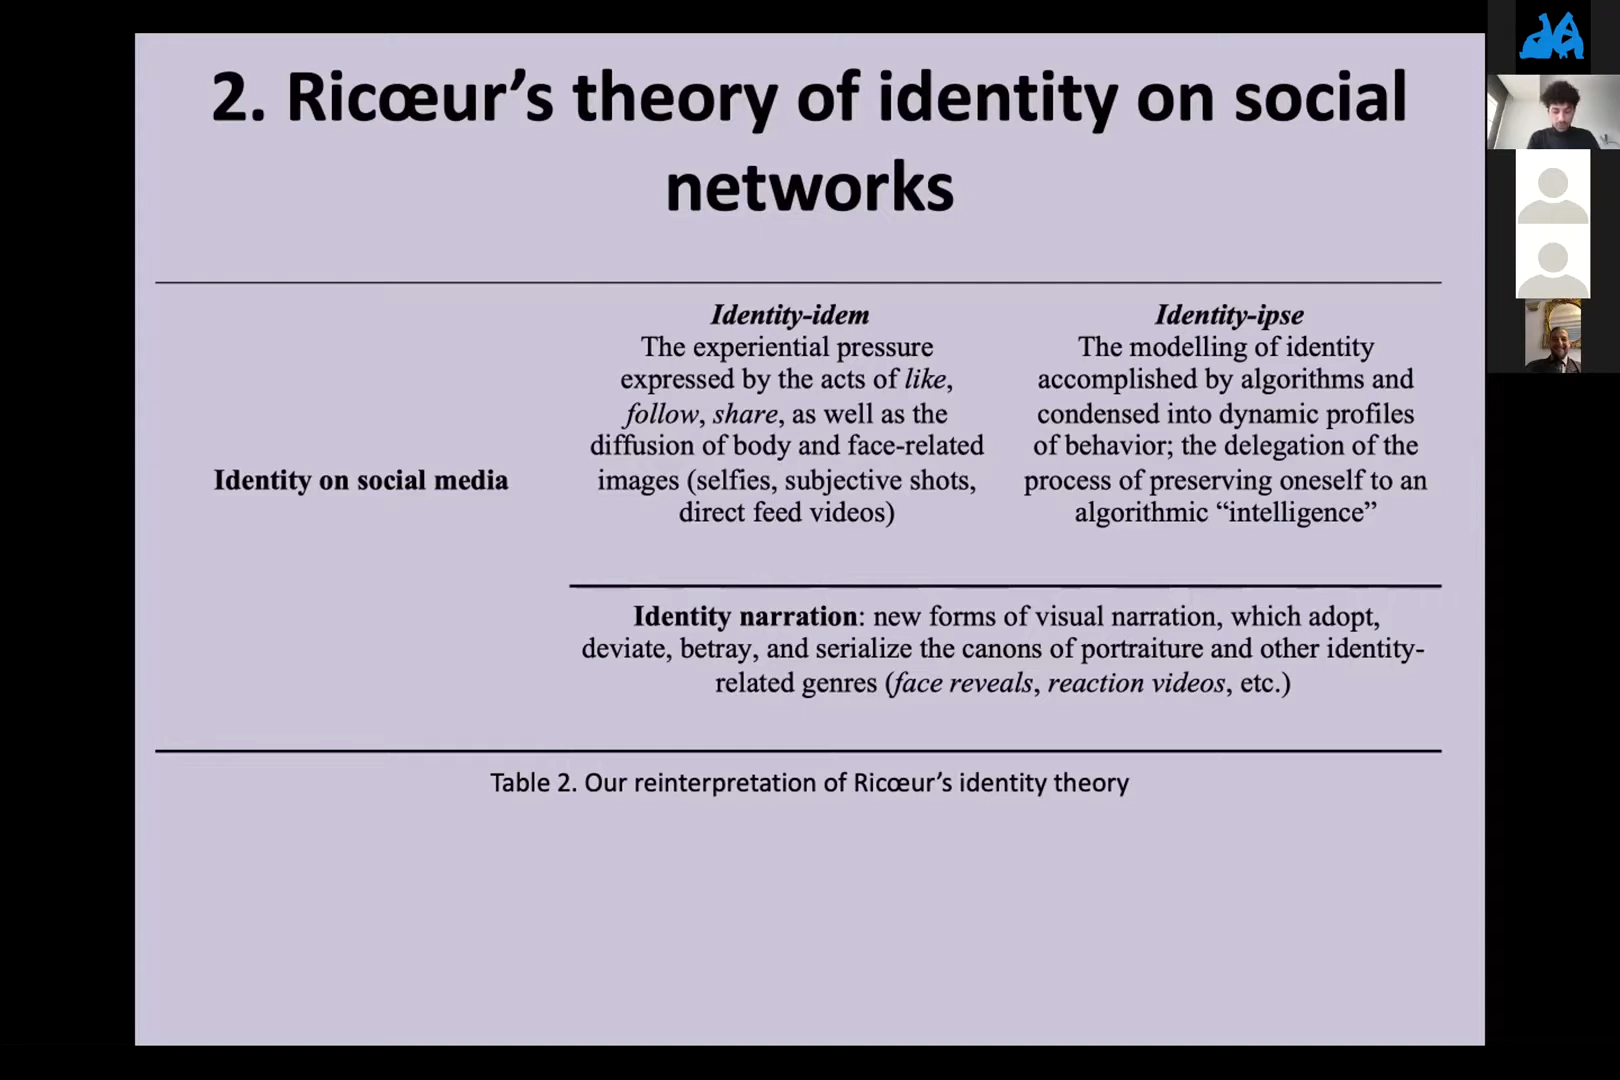 2. Ricœur’s theory of identity on social
networks
Identity-idem
The experiential pressure
expressed by the acts of like,
follow, share, as well as the
diffusion of body and face-related
images (selfies, subjective shots,
direct feed videos)
Identity-ipse
The modelling of identity
accomplished by algorithms and
condensed into dynamic profiles
of behavior; the delegation of the
process of preserving oneself to an
algorithmic “intelligence”
Identity on social media
Identity narration: new forms of visual narration, which adopt,
deviate, betray, and serialize the canons of portraiture and other identity-
related genres (face reveals, reaction videos, etc.)
Table 2. Our reinterpretation of Ricœur’s identity theory